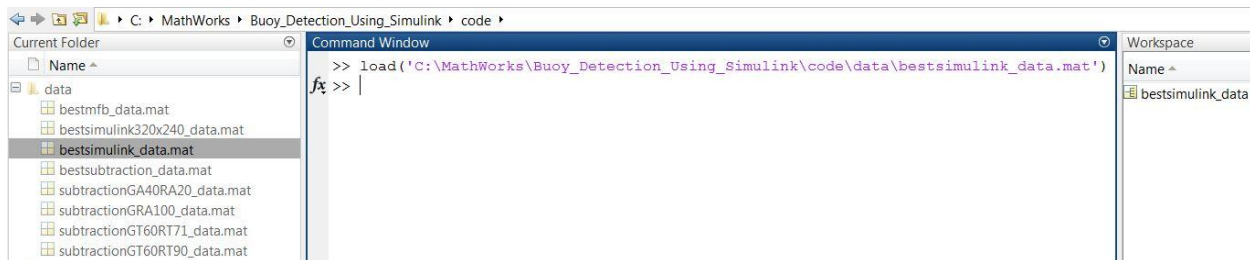 C: MathWorks Buoy_Detection_Using_Simulink code
Current Folder
Name
data
bestmfb_data.mat
bestsimulink320x240_data.mat
bestsimulink_data.mat
bestsubtraction_data.mat
subtractionGA40RA20_data.mat
subtractionGRA100_data.mat
subtractionGT60RT71_data.mat
subtractionGT60RT90_data.mat
Command Window
>> load('C:\MathWorks\Buoy_Detection_Using_Simulink\code\data\bestsimulink_data.mat')
fx >>
Workspace
Name
bestsimulink_data